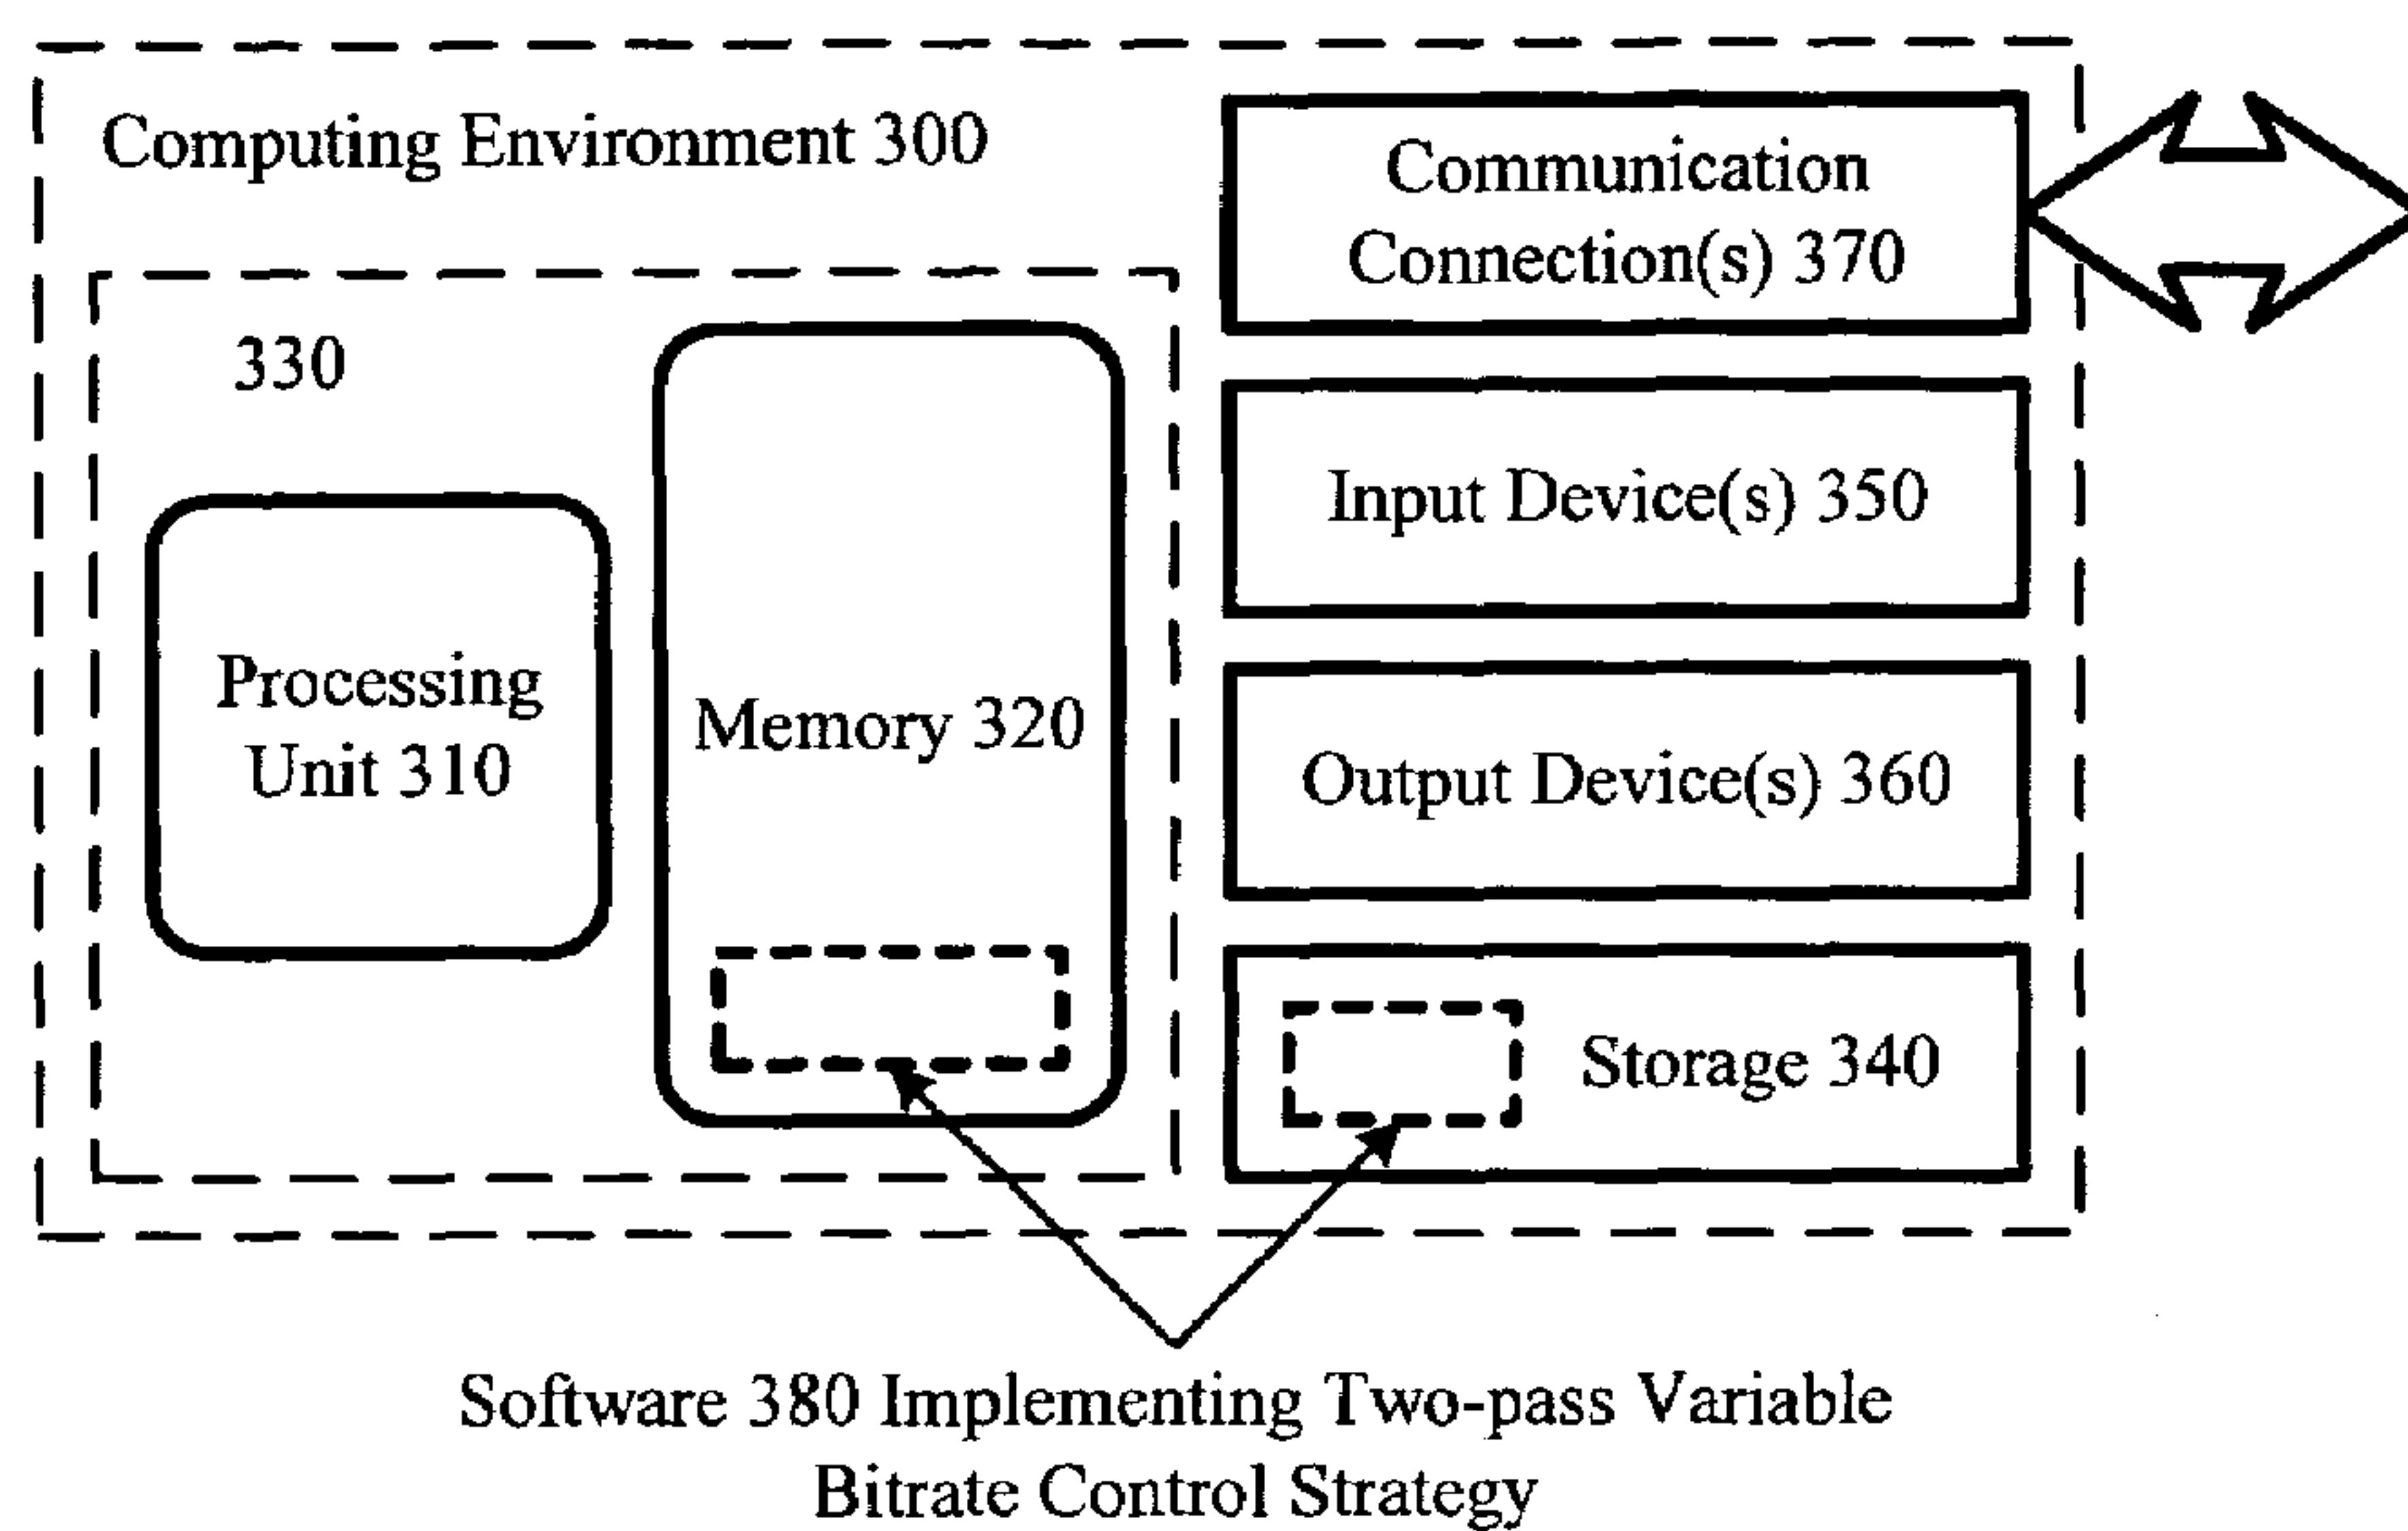 Computing Environment 300
330
Processing
Unit 310
Memory 320
Communication
Connection(s) 370
Input Device(s) 350
Output Device(s) 360
Storage 340
Software 380 Implementing Two-pass Variable
Bitrate Control Strategy